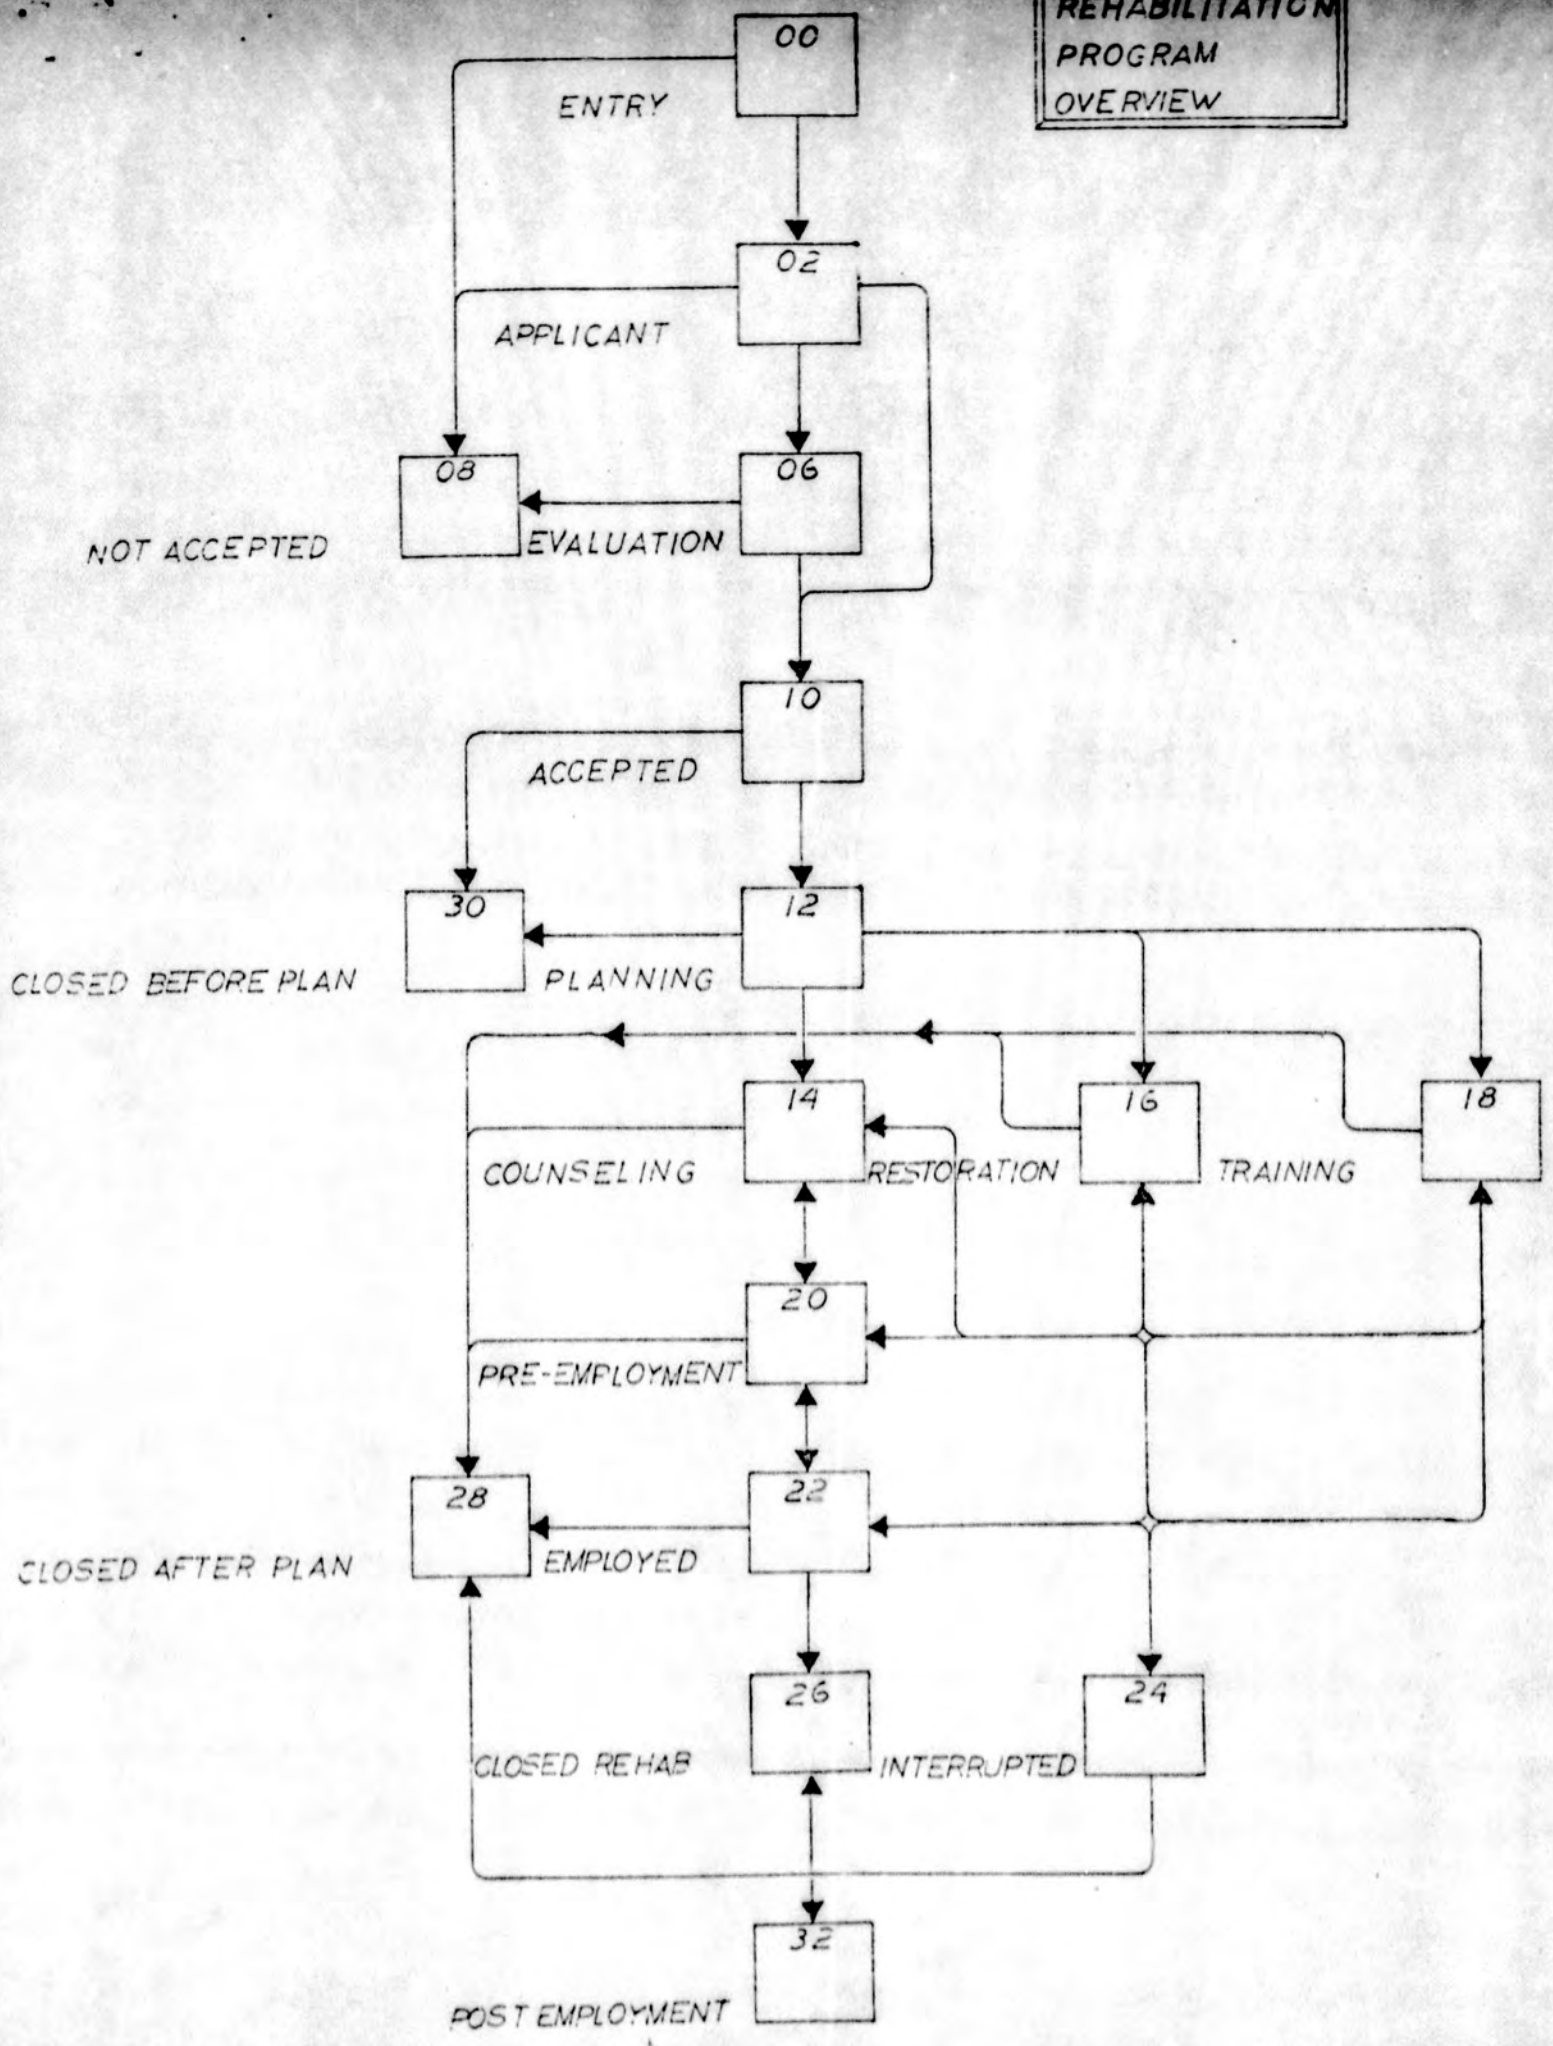 REHABILITATION
PROGRAM
OVERVIEW
00
ENTRY
02
APPLICANT
08
06
NOT ACCEPTED
EVALUATION
10
ACCEPTED
30
12
CLOSED BEFORE PLAN
PLANNING
14
16
18
COUNSELING
RESTORATION
TRAINING
20
PRE-EMPLOYMENT
28
22
CLOSED AFTER PLAN
EMPLOYED
26
24
CLOSED REHAB
INTERRUPTED
32
POST EMPLOYMENT